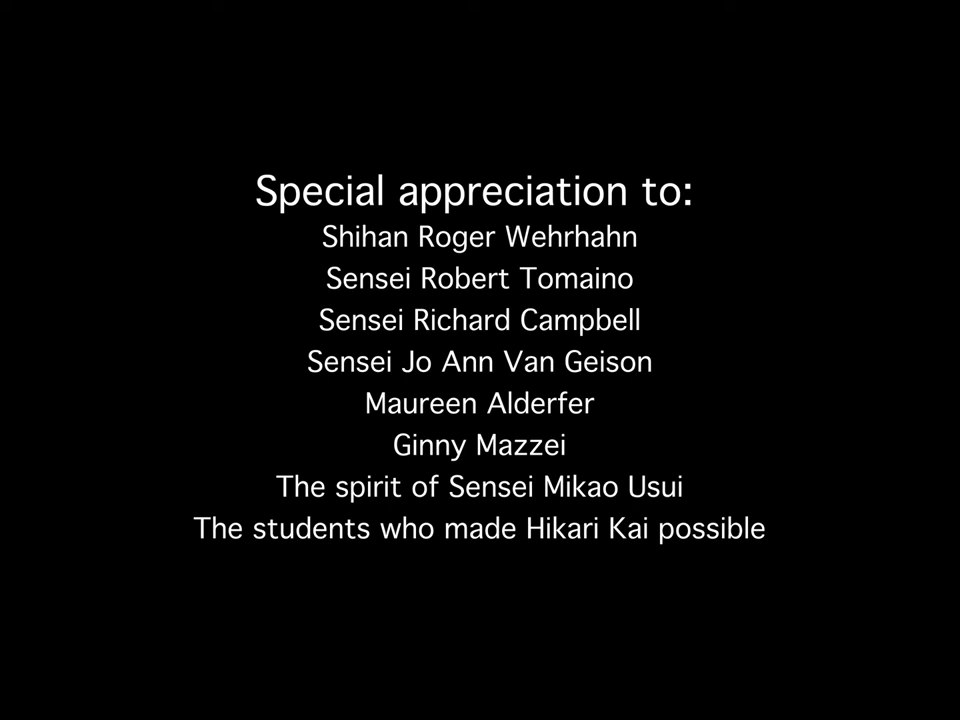 Special appreciation to:
Shihan Roger Wehrhahn
Sensei Robert Tomaino
Sensei Richard Campbell
Sensei Jo Ann Van Geison
Maureen Alderfer
Ginny Mazzei
The spirit of Sensei Mikao Usui
The students who made Hikari Kai possible